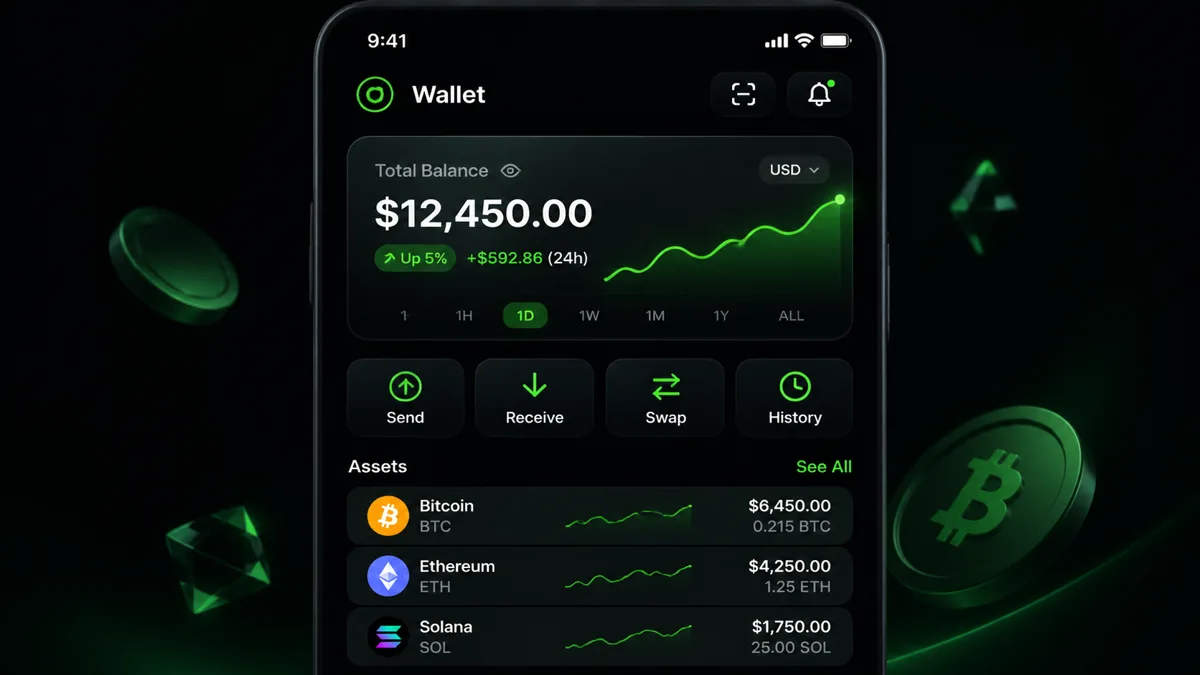 9:41
Wallet
Total Balance
USD
$12,450.00
Up 5% +$592.86 (24h)
1 1H 1D 1W 1M 1Y ALL
Send Receive Swap History
Assets See All
Bitcoin $6,450.00
BTC 0.215 BTC
Ethereum $4,250.00
ETH 1.25 ETH
Solana $1,750.00
SOL 25.00 SOL